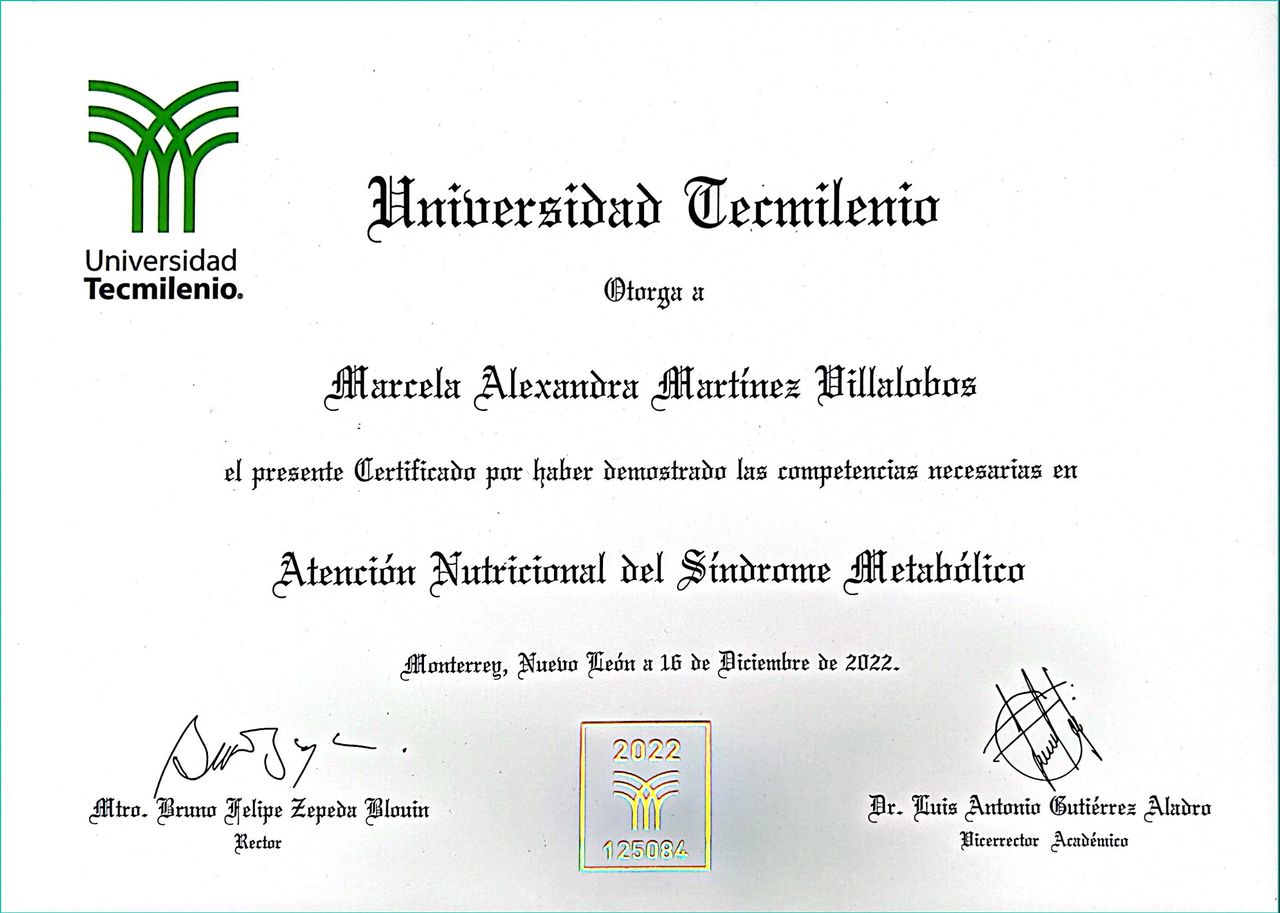 Universidad
Tecmilenio.
Universidad Tecmilenio
Otorga a
Marcela Alexandra Martínez Villalobos
el presente Certificado por haber demostrado las competencias necesarias en
Atención Nutricional del Síndrome Metabólico
Monterrey, Nuevo León a 16 de Diciembre de 2022.
Mtro. Bruno Felipe Zepeda Blouin
Rector
2022
125084
Dr. Luis Antonio Gutiérrez Aladro
Vicerrector Académico